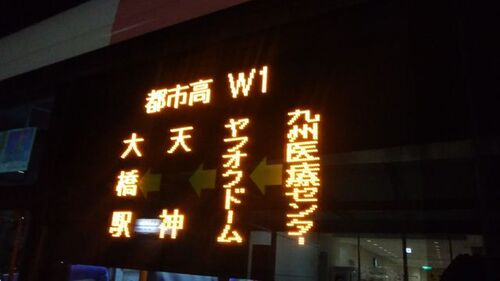 都市高 W1
九州医療センター
ヤフオクドーム
天神
大橋駅